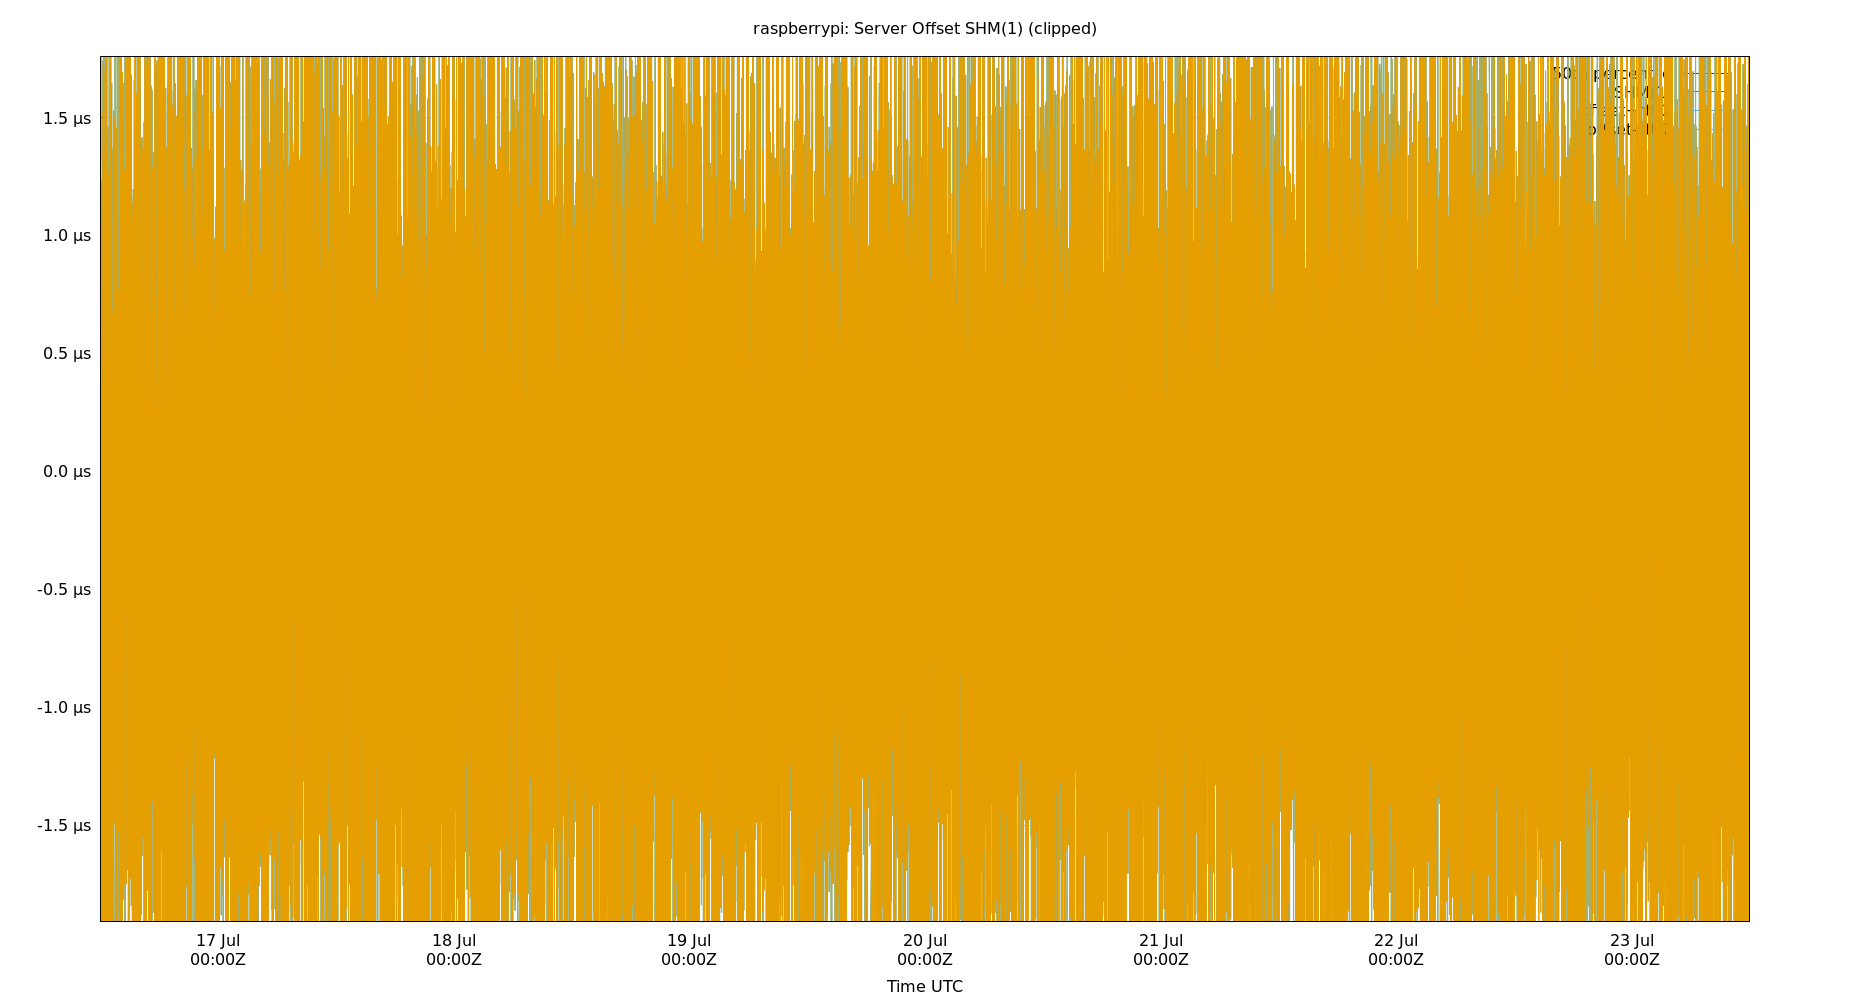 raspberrypi: Server Offset SHM(1) (clipped)
1.5 µs
1.0 µs
0.5 µs
0.0 µs
-0.5 µs
-1.0 µs
-1.5 µs
17 Jul 18 Jul 19 Jul 20 Jul 21 Jul 22 Jul 23 Jul
00:00Z 00:00Z 00:00Z 00:00Z 00:00Z 00:00Z 00:00Z
Time UTC